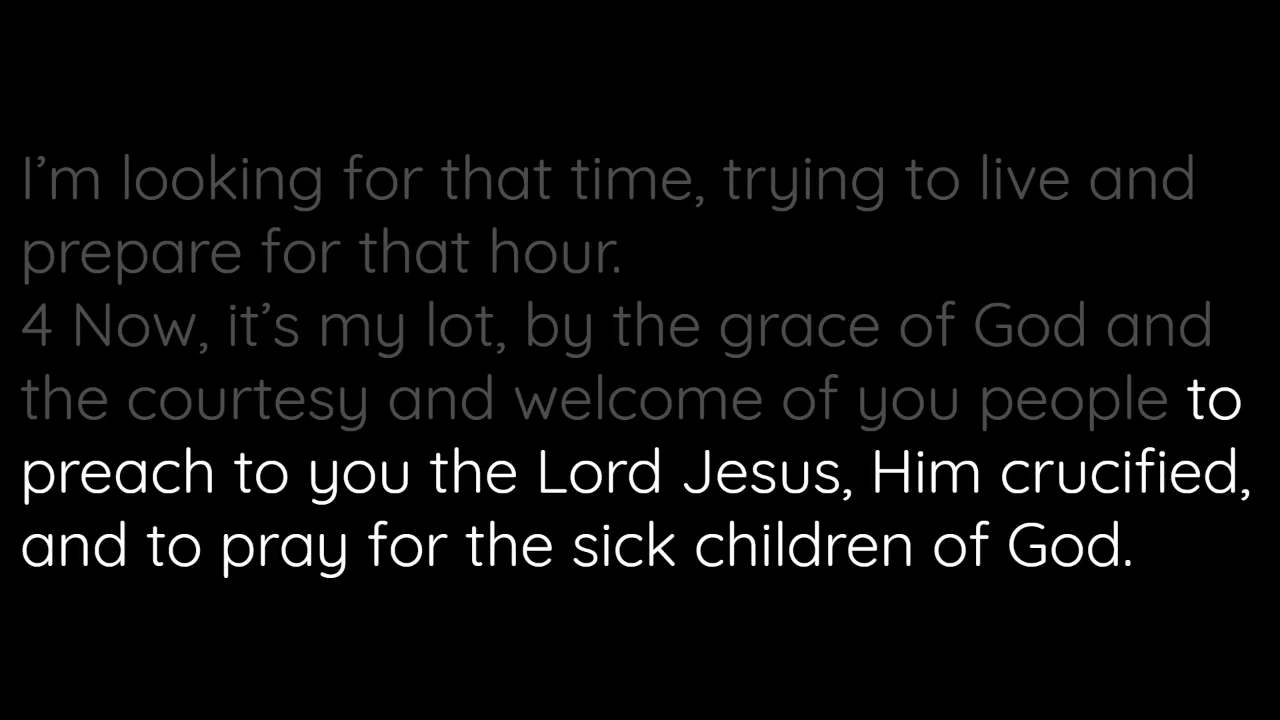 I’m looking for that time, trying to live and
prepare for that hour.
4 Now, it’s my lot, by the grace of God and
the courtesy and welcome of you people to
preach to you the Lord Jesus, Him crucified,
and to pray for the sick children of God.